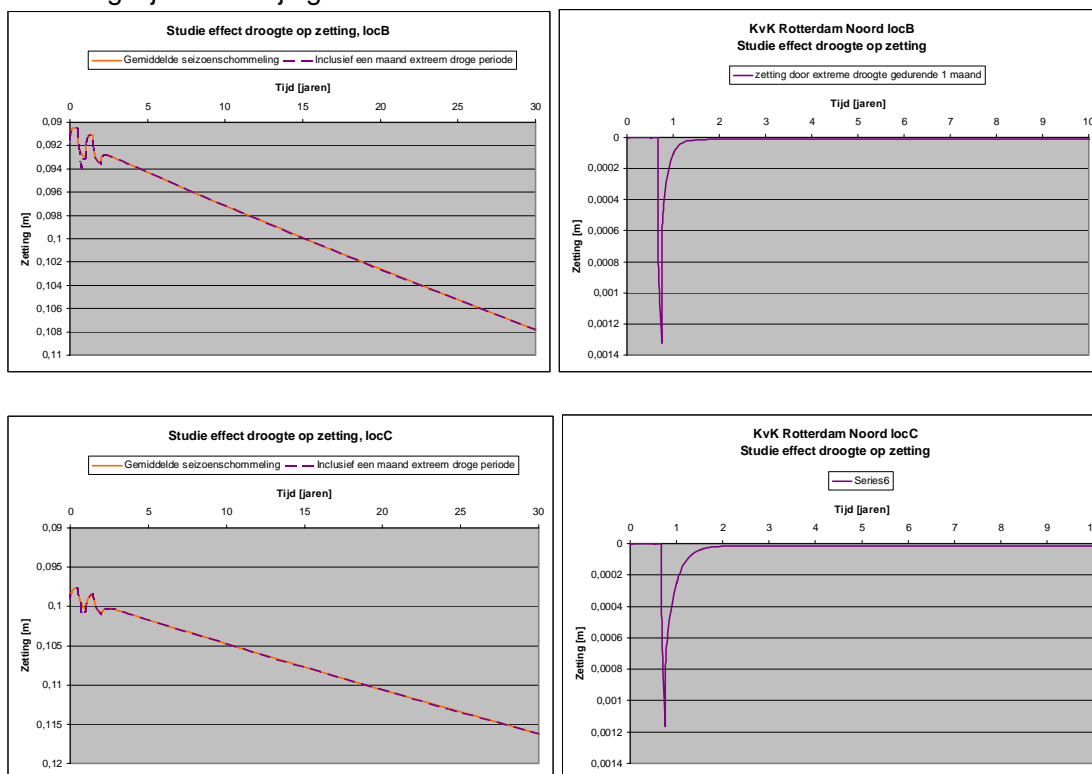 Studie effect droogte op zetting, locB
Gemiddelde seizoenschommeling
Inclusief een maand extreem droge periode
Tijd [jaren]
0 5 10 15 20 25 30
0,09
0,092
0,094
0,096
0,098
0,1
0,102
0,104
0,106
0,108
0,11
Zetting [m]
KvK Rotterdam Noord locB
Studie effect droogte op zetting
zetting door extreme droogte gedurende 1 maand
Tijd [jaren]
0 1 2 3 4 5 6 7 8 9 10
0
0,0002
0,0004
0,0006
0,0008
0,001
0,0012
0,0014
Zetting [m]
Studie effect droogte op zetting, locC
Gemiddelde seizoenschommeling
Inclusief een maand extreem droge periode
Tijd [jaren]
0 5 10 15 20 25 30
0,09
0,095
0,1
0,105
0,11
0,115
0,12
Zetting [m]
KvK Rotterdam Noord locC
Studie effect droogte op zetting
Series6
Tijd [jaren]
0 1 2 3 4 5 6 7 8 9 10
0
0,0002
0,0004
0,0006
0,0008
0,001
0,0012
0,0014
Zetting [m]